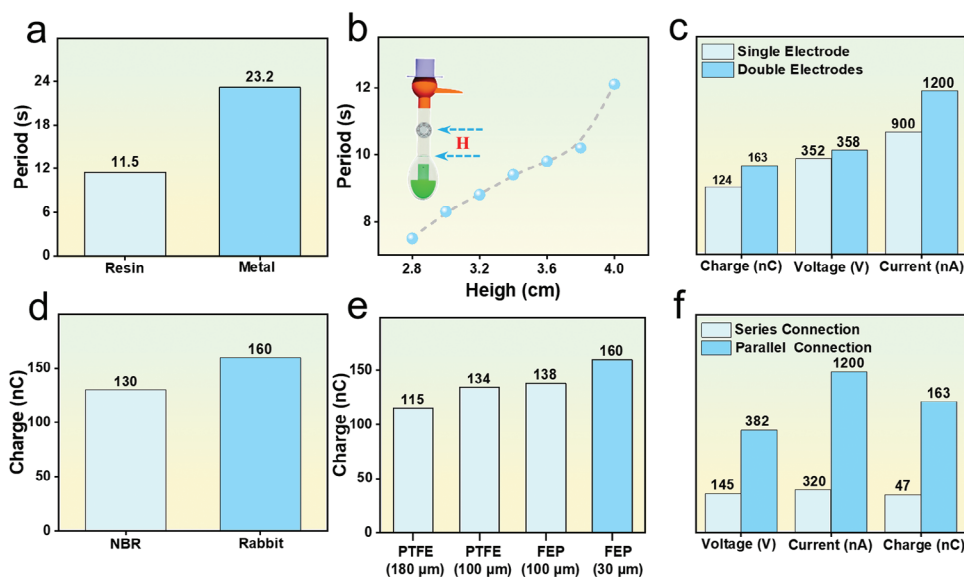 a
Period (s)
24
18
12
6
0
11.5
23.2
Resin
Metal
b
Period (s)
12
10
8
H
2.8
3.2
3.6
4.0
Heigh (cm)
c
Single Electrode
Double Electrodes
124
163
352
358
900
1200
Charge (nC)
Voltage (V)
Current (nA)
d
Charge (nC)
150
100
50
0
130
160
NBR
Rabbit
e
Charge (nC)
150
100
50
0
115
134
138
160
PTFE
(180 μm)
PTFE
(100 μm)
FEP
(100 μm)
FEP
(30 μm)
f
Series Connection
Parallel Connection
145
382
320
1200
47
163
Voltage (V)
Current (nA)
Charge (nC)